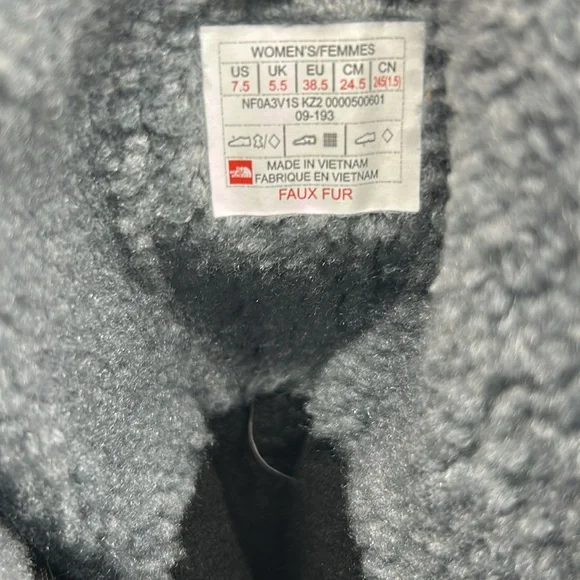 WOMEN'S/FEMMES
US UK EU CM CN
7.5 5.5 38.5 24.5 245(1.5)
NF0A3V1S KZ2 0000500601
09-193
MADE IN VIETNAM
FABRIQUE EN VIETNAM
FAUX FUR